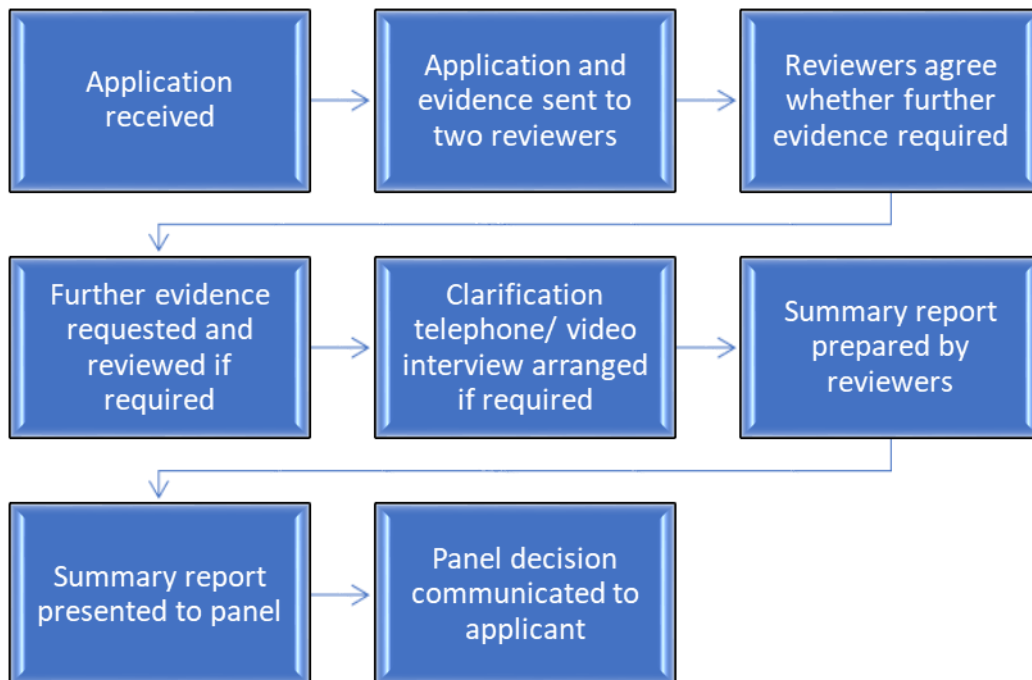 Application
received
Application and
evidence sent to
two reviewers
Reviewers agree
whether further
evidence required
Further evidence
requested and
reviewed if
required
Clarification
telephone/ video
interview arranged
if required
Summary report
prepared by
reviewers
Summary report
presented to panel
Panel decision
communicated to
applicant